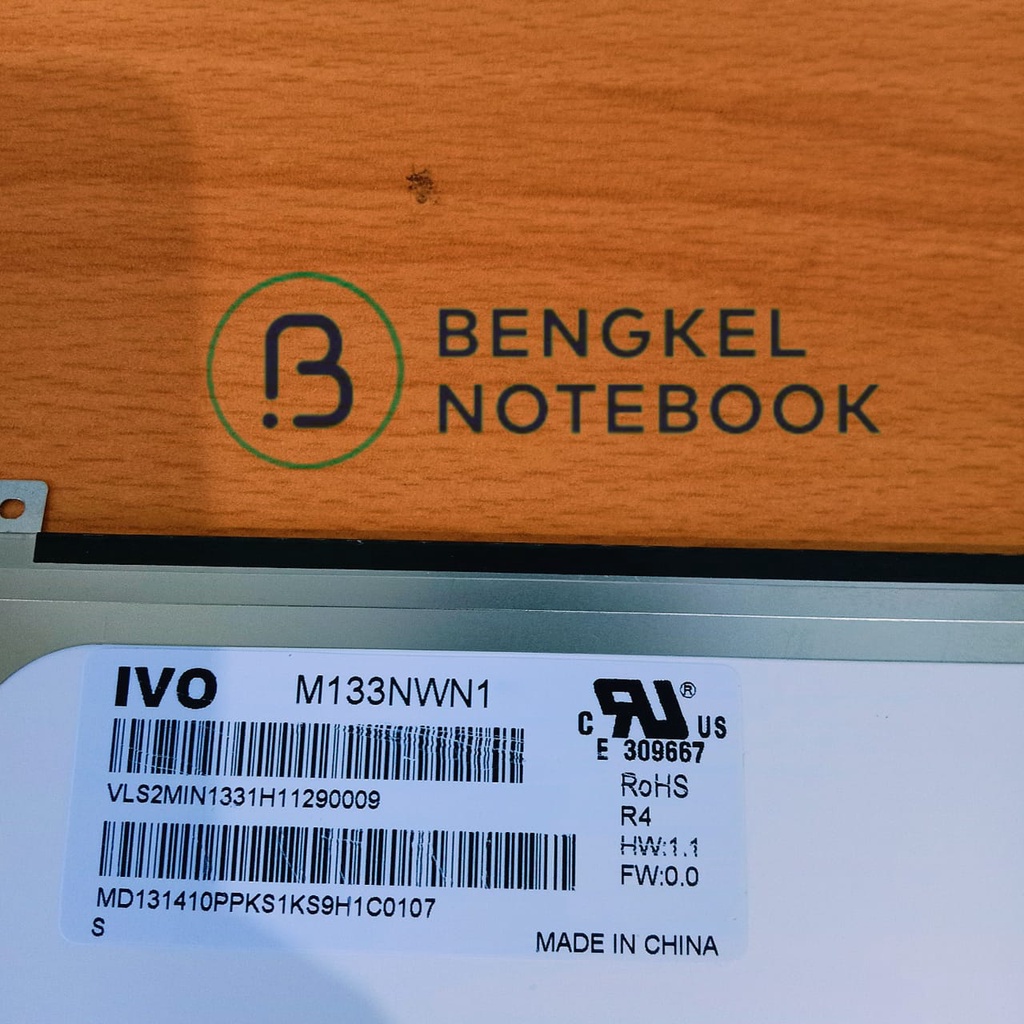 B
BENGKEL
NOTEBOOK
IVO M133NWN1
VLS2MIN1331H11290009
MD131410PPKS1KS9H1C0107
S
C RU ® US
E 309667
RoHS
R4
HW:1.1
FW:0.0
MADE IN CHINA